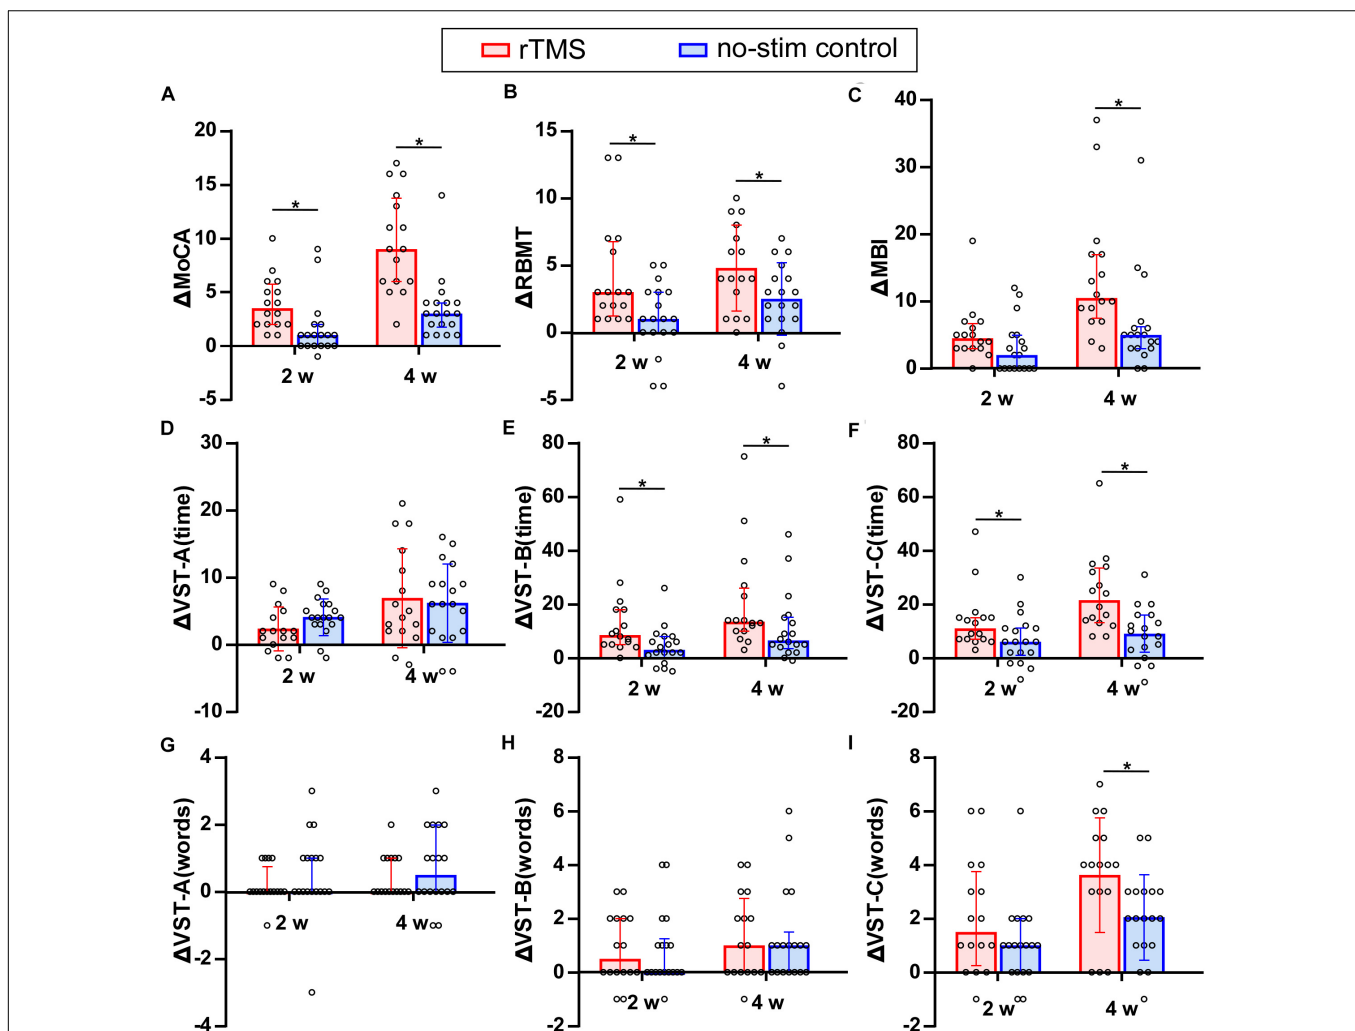 rTMS no-stim control
A B C
ΔMoCA
20
15
10
5
0
-5
*
*
2 w 4 w
ΔRBMT
15
10
5
0
-5
*
*
2 w 4 w
ΔMBI
40
30
20
10
0
*
2 w 4 w
D E F
ΔVST-A(time)
30
20
10
0
-10
2 w 4 w
ΔVST-B(time)
80
60
40
20
0
-20
*
*
2 w 4 w
ΔVST-C(time)
80
60
40
20
0
-20
*
*
2 w 4 w
G H I
ΔVST-A(words)
4
2
0
-2
-4
2 w 4 w
ΔVST-B(words)
8
6
4
2
0
-2
2 w 4 w
ΔVST-C(words)
8
6
4
2
0
-2
*
2 w 4 w